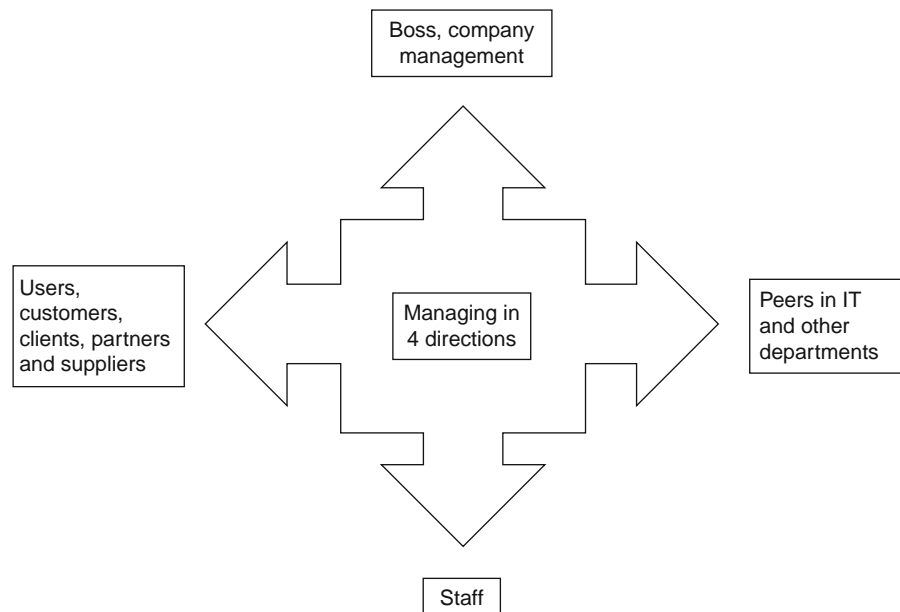 Boss, company
management
Users,
customers,
clients, partners
and suppliers
Managing in
4 directions
Peers in IT
and other
departments
Staff